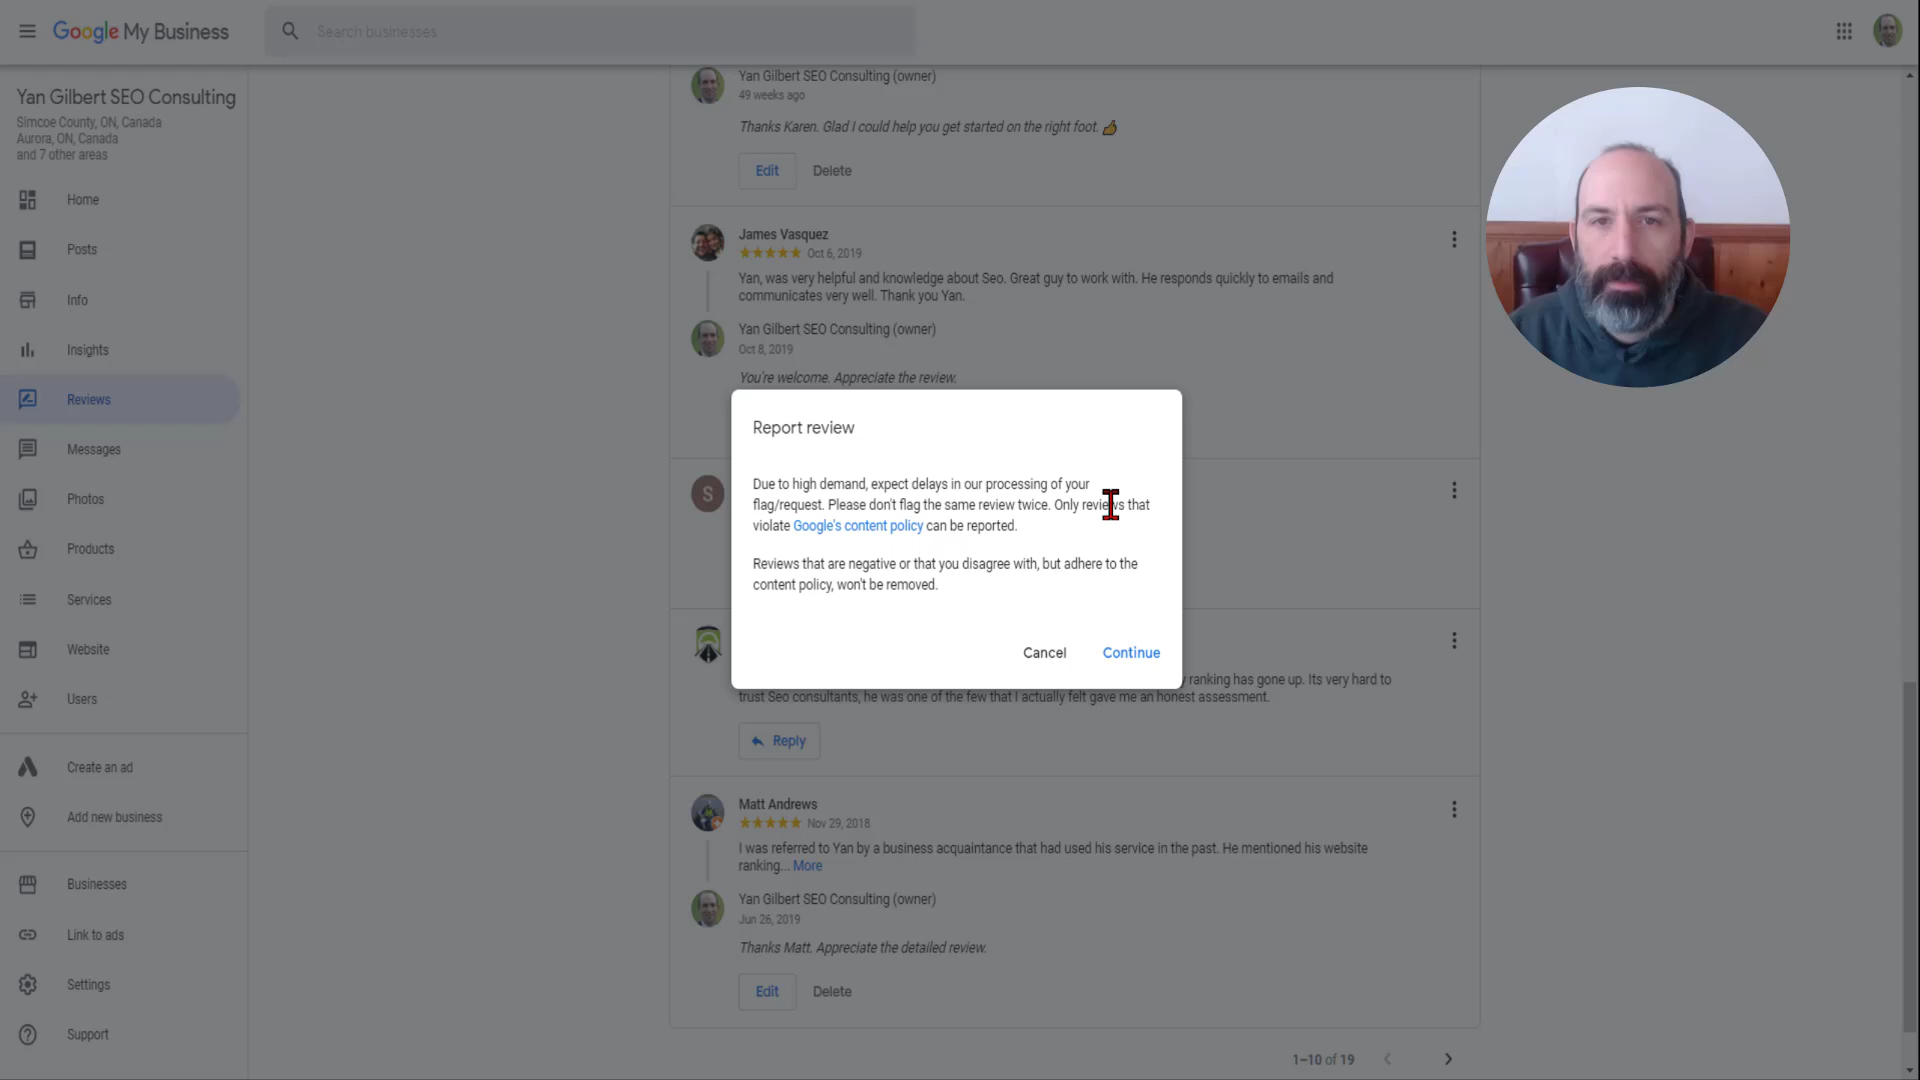 Google My Business
Search businesses
Yan Gilbert SEO Consulting
Simcoe County, ON, Canada
Aurora, ON, Canada
and 7 other areas
Home
Posts
Info
Insights
Reviews
Messages
Photos
Products
Services
Website
Users
Create an ad
Add new business
Businesses
Link to ads
Settings
Support
Yan Gilbert SEO Consulting (owner)
49 weeks ago
Thanks Karen. Glad I could help you get started on the right foot. 👍
Edit Delete
James Vasquez
★★★★★ Oct 6, 2019
Yan, was very helpful and knowledge about Seo. Great guy to work with. He responds quickly to emails and
communicates very well. Thank you Yan.
Yan Gilbert SEO Consulting (owner)
Oct 8, 2019
You're welcome. Appreciate the review.
S
Report review
Due to high demand, expect delays in our processing of your
flag/request. Please don't flag the same review twice. Only reviews that
violate Google's content policy can be reported.
Reviews that are negative or that you disagree with, but adhere to the
content policy, won't be removed.
Cancel Continue
ranking has gone up. Its very hard to
trust Seo consultants, he was one of the few that I actually felt gave me an honest assessment.
Reply
Matt Andrews
★★★★★ Nov 29, 2018
I was referred to Yan by a business acquaintance that had used his service in the past. He mentioned his website
ranking... More
Yan Gilbert SEO Consulting (owner)
Jun 26, 2019
Thanks Matt. Appreciate the detailed review.
Edit Delete
1–10 of 19